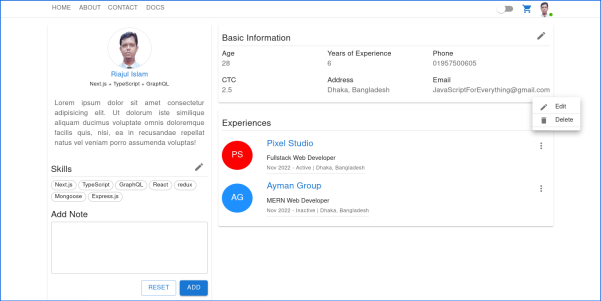 HOME ABOUT CONTACT DOCS
Riajul Islam
Next.js + TypeScript + GraphQL
Lorem ipsum dolor sit amet consectetur
adipisicing elit. Ut dolorum iste similique
aliquam ducimus voluptate omnis doloremque
facilis quis, nisi, ea in recusandae repellat
natus vel veniam porro assumenda voluptas!
Skills
Next.js TypeScript GraphQL React redux
Mongoose Express.js
Add Note
RESET ADD
Basic Information
Age Years of Experience Phone
28 6 01957500605
CTC Address Email
2.5 Dhaka, Bangladesh JavaScriptForEverything@gmail.com
Edit
Delete
Experiences
PS
Pixel Studio
Fullstack Web Developer
Nov 2022 - Active | Dhaka, Bangladesh
AG
Ayman Group
MERN Web Developer
Nov 2022 - Inactive | Dhaka, Bangladesh